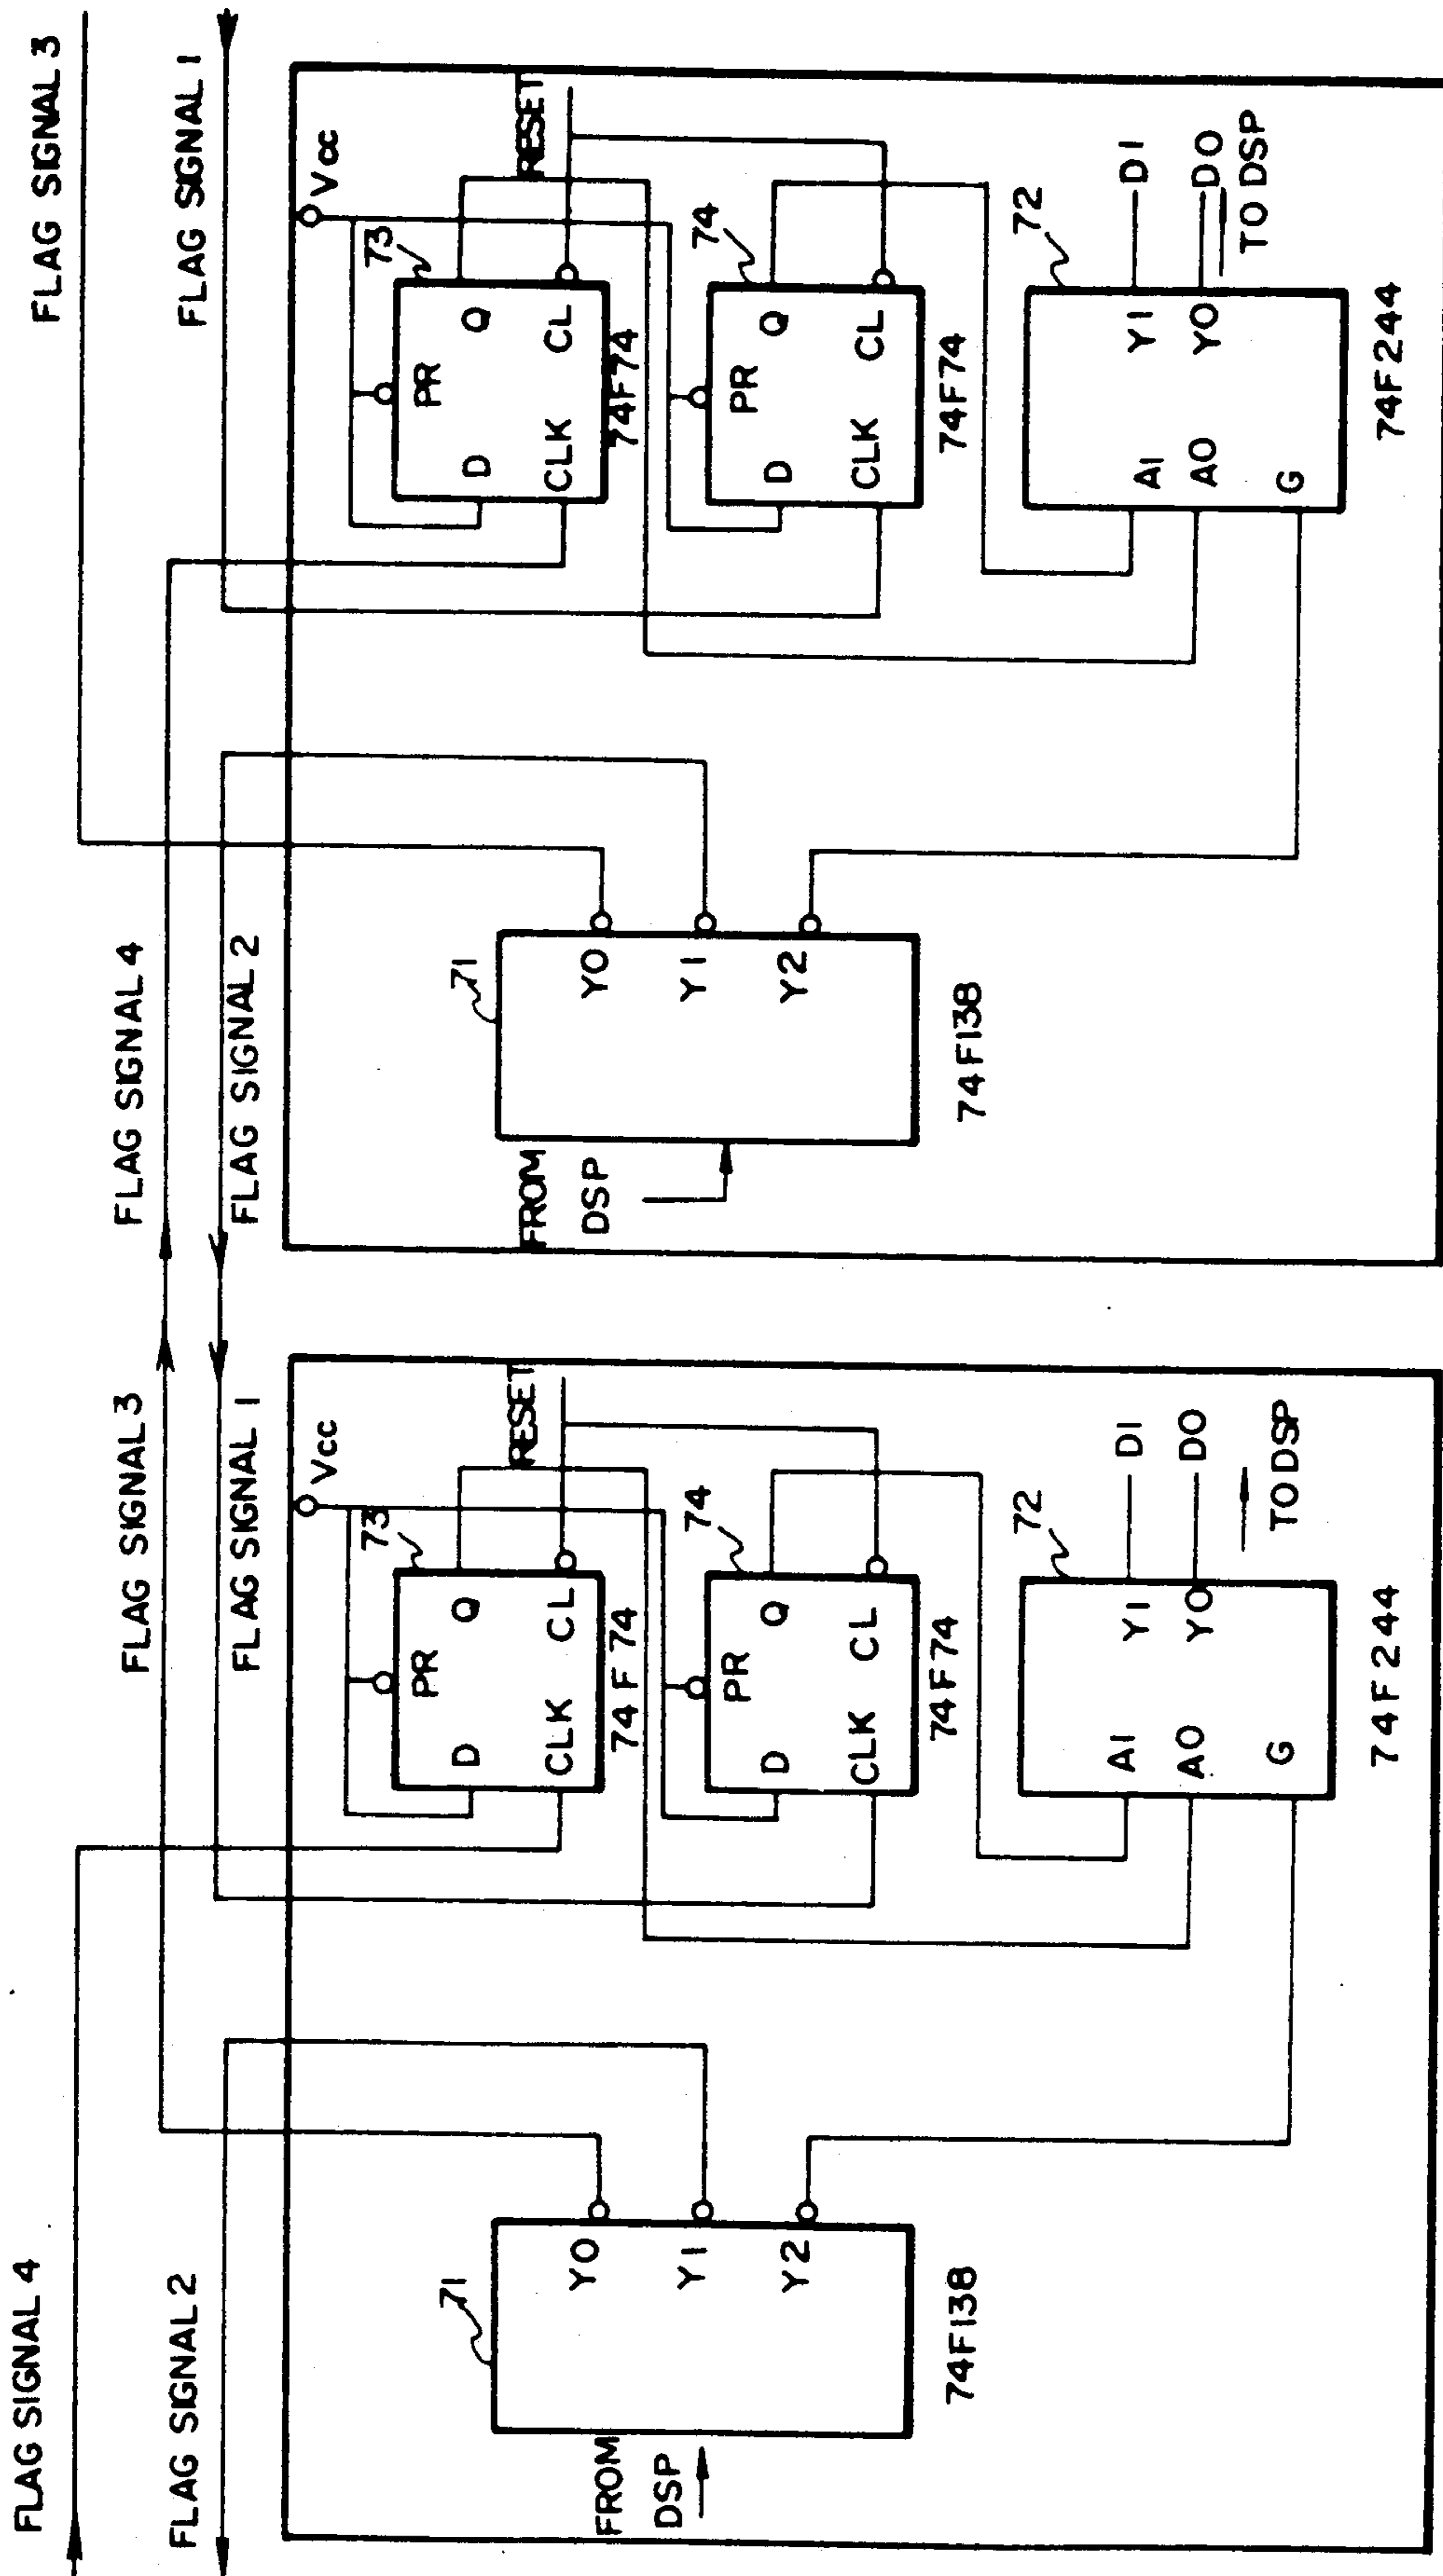 FLAG SIGNAL 4
FLAG SIGNAL 2
FLAG SIGNAL 3
FLAG SIGNAL 1
FROM
DSP
71
Y0
Y1
Y2
74F138
Vcc
RESET
73
PR
D
Q
CLK
CL
74F74
74
PR
D
Q
CLK
CL
74F74
72
A1
Y1
D1
A0
Y0
D0
G
TO DSP
74F244
FLAG SIGNAL 4
FLAG SIGNAL 2
FLAG SIGNAL 3
FLAG SIGNAL 1
FROM
DSP
71
Y0
Y1
Y2
74F138
Vcc
RESET
73
PR
D
Q
CLK
CL
74F74
74
PR
D
Q
CLK
CL
74F74
72
A1
Y1
D1
A0
Y0
D0
G
TO DSP
74F244